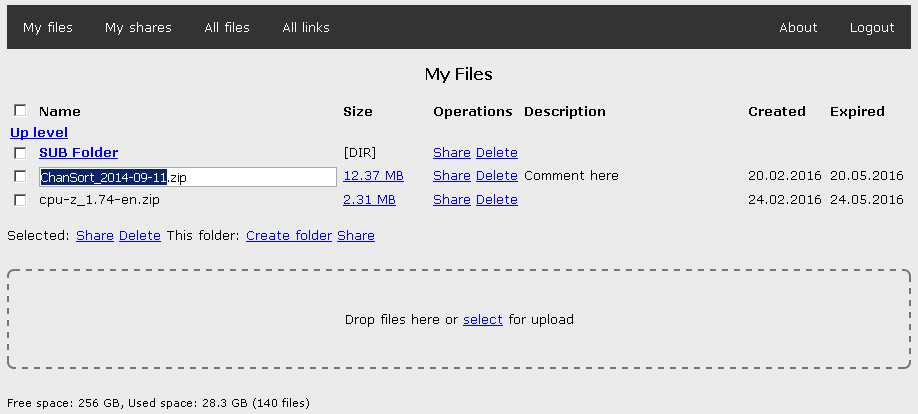 My files My shares All files All links About Logout
My Files
Name Size Operations Description Created Expired
Up level
SUB Folder [DIR] Share Delete
ChanSort_2014-09-11.zip 12.37 MB Share Delete Comment here 20.02.2016 20.05.2016
cpu-z_1.74-en.zip 2.31 MB Share Delete 24.02.2016 24.05.2016
Selected: Share Delete This folder: Create folder Share
Drop files here or select for upload
Free space: 256 GB, Used space: 28.3 GB (140 files)